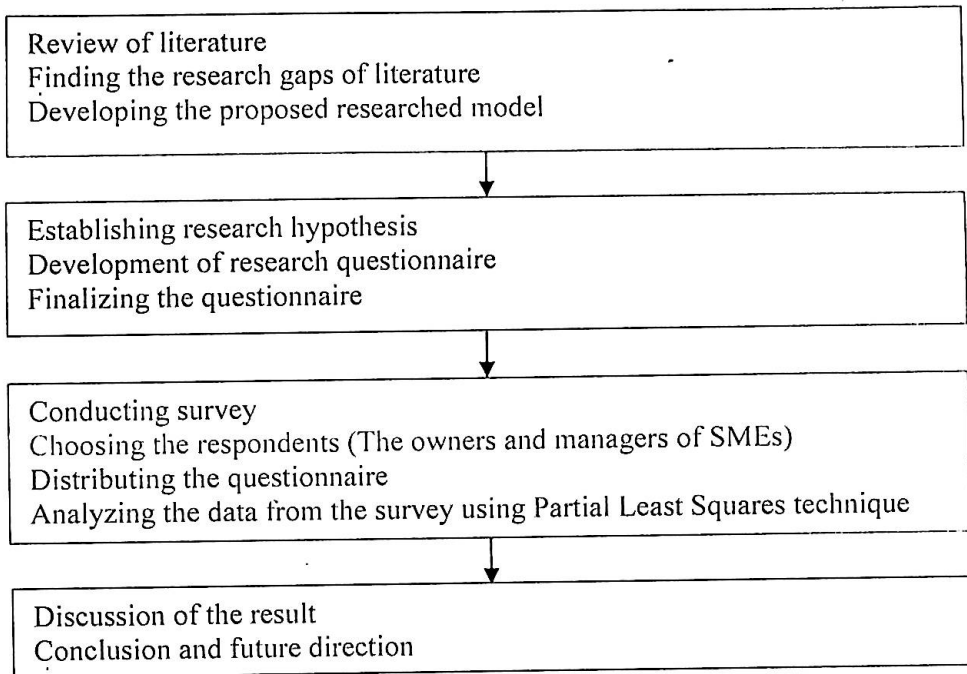 Review of literature
Finding the research gaps of literature
Developing the proposed researched model
Establishing research hypothesis
Development of research questionnaire
Finalizing the questionnaire
Conducting survey
Choosing the respondents (The owners and managers of SMEs)
Distributing the questionnaire
Analyzing the data from the survey using Partial Least Squares technique
Discussion of the result
Conclusion and future direction